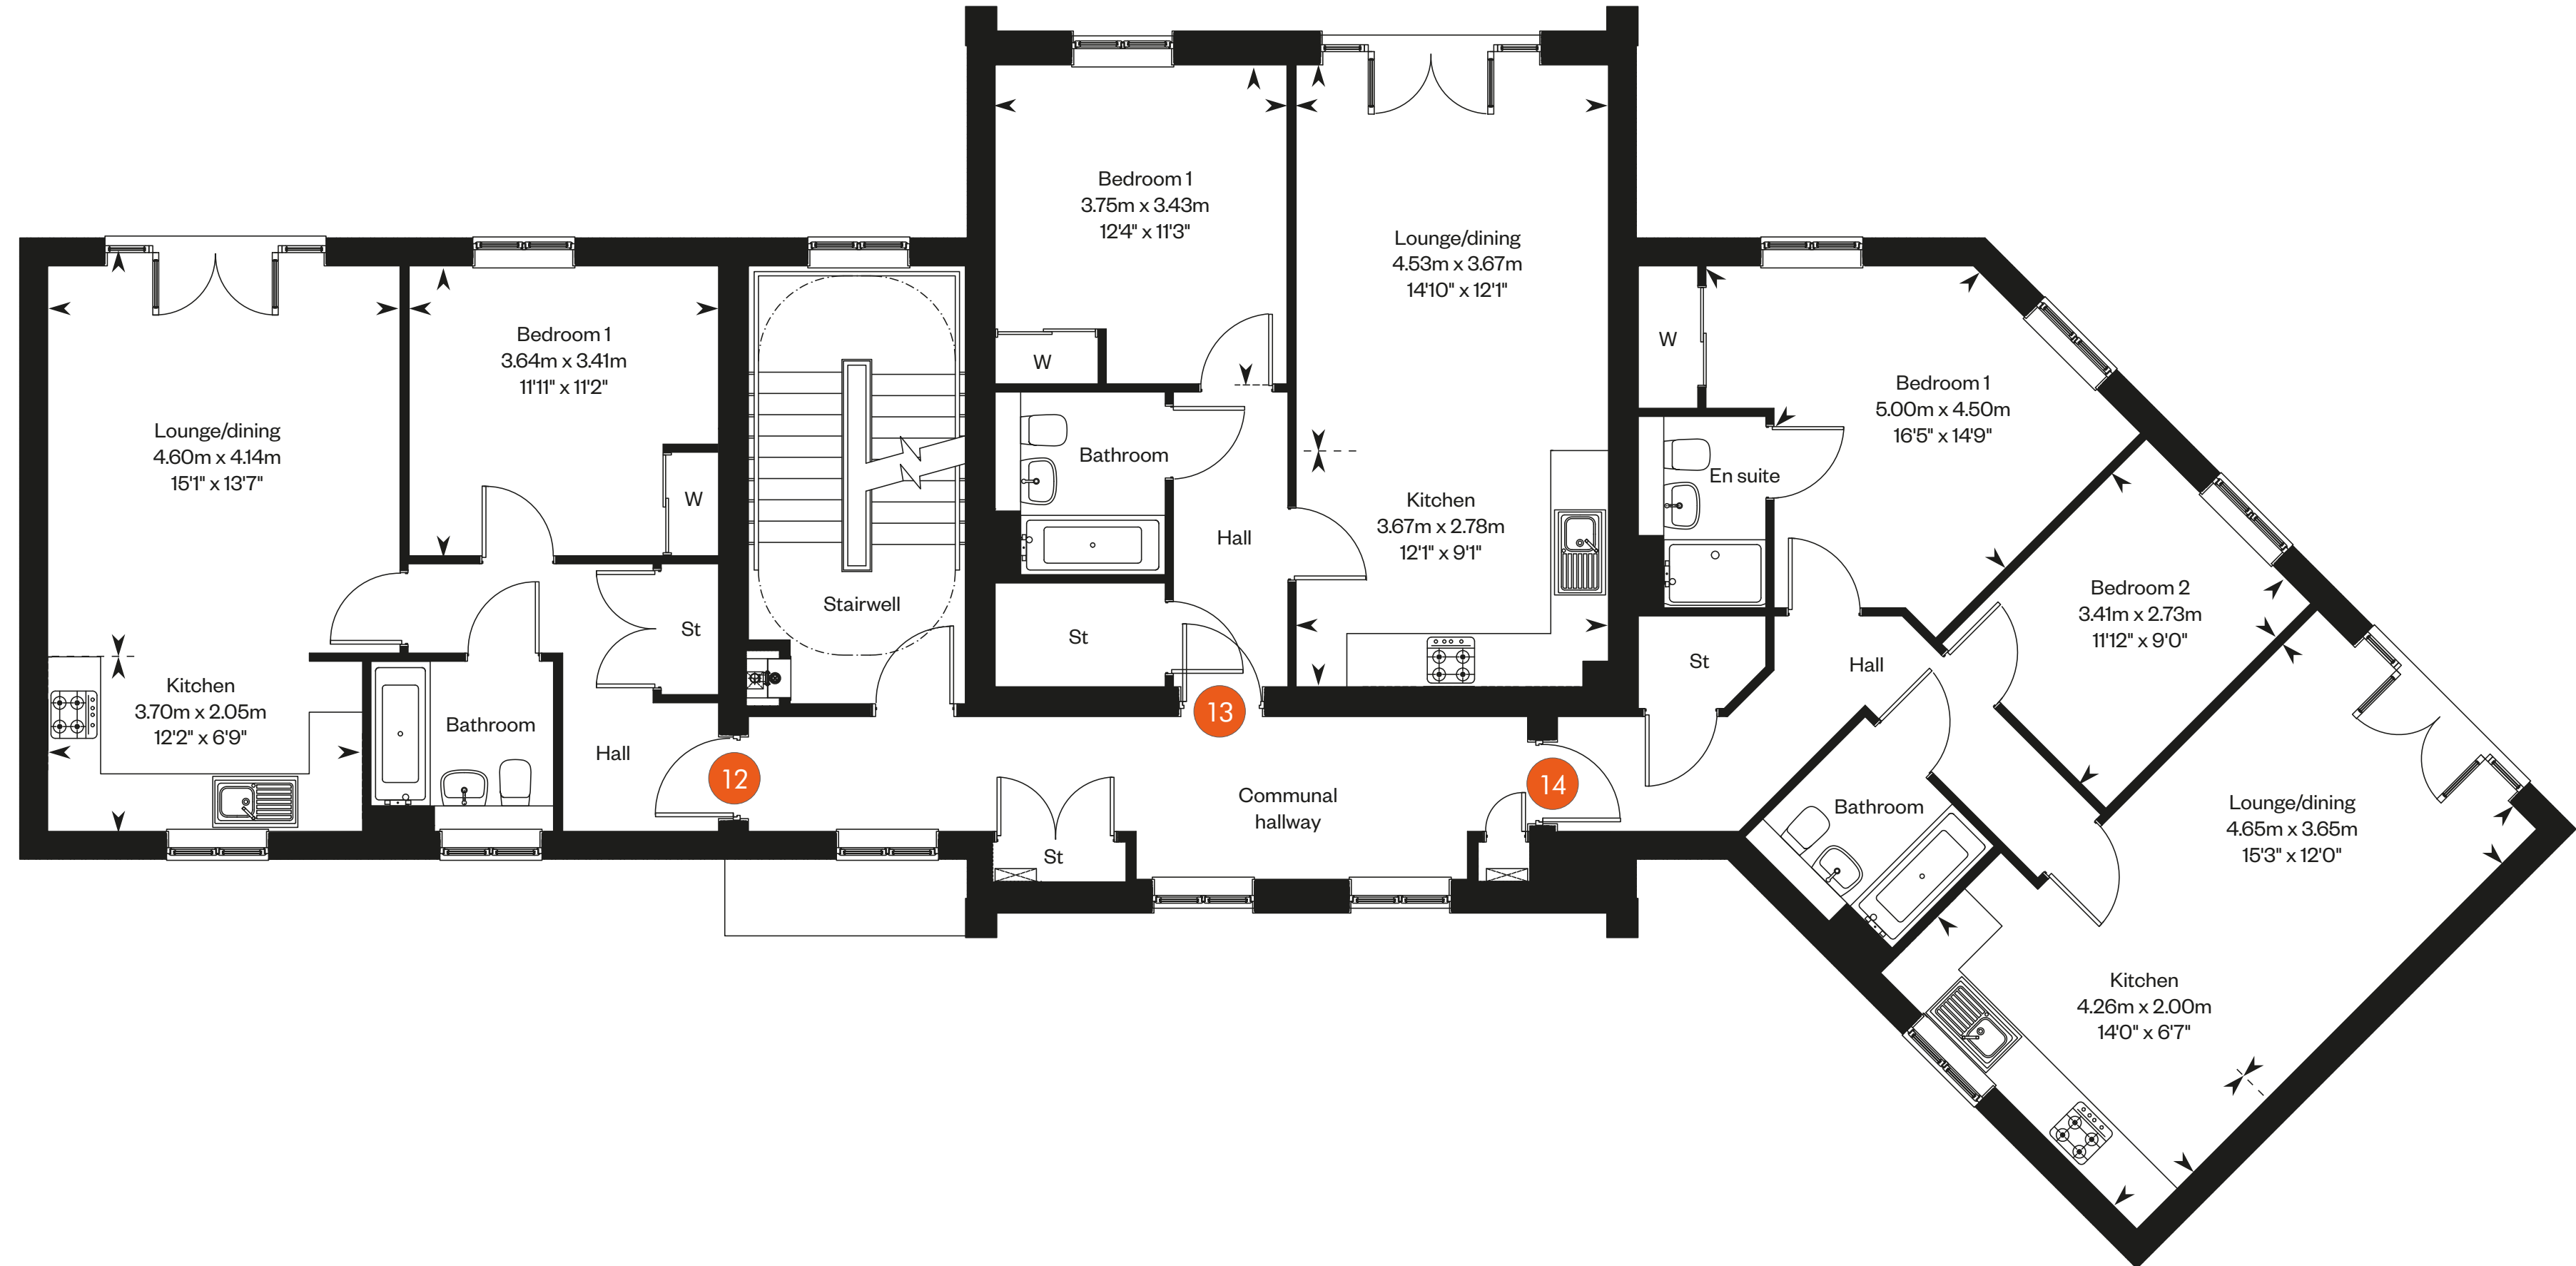 Lounge/dining
4.60m x 4.14m
15'1" x 13'7"
Kitchen
3.70m x 2.05m
12'2" x 6'9"
Bedroom 1
3.64m x 3.41m
11'11" x 11'2"
W
St
Bathroom
Hall
12
Stairwell
Bedroom 1
3.75m x 3.43m
12'4" x 11'3"
W
Bathroom
Hall
St
13
Lounge/dining
4.53m x 3.67m
14'10" x 12'1"
Kitchen
3.67m x 2.78m
12'1" x 9'1"
Communal
hallway
St
14
W
Bedroom 1
5.00m x 4.50m
16'5" x 14'9"
En suite
St
Hall
Bedroom 2
3.41m x 2.73m
11'12" x 9'0"
Bathroom
Lounge/dining
4.65m x 3.65m
15'3" x 12'0"
Kitchen
4.26m x 2.00m
14'0" x 6'7"